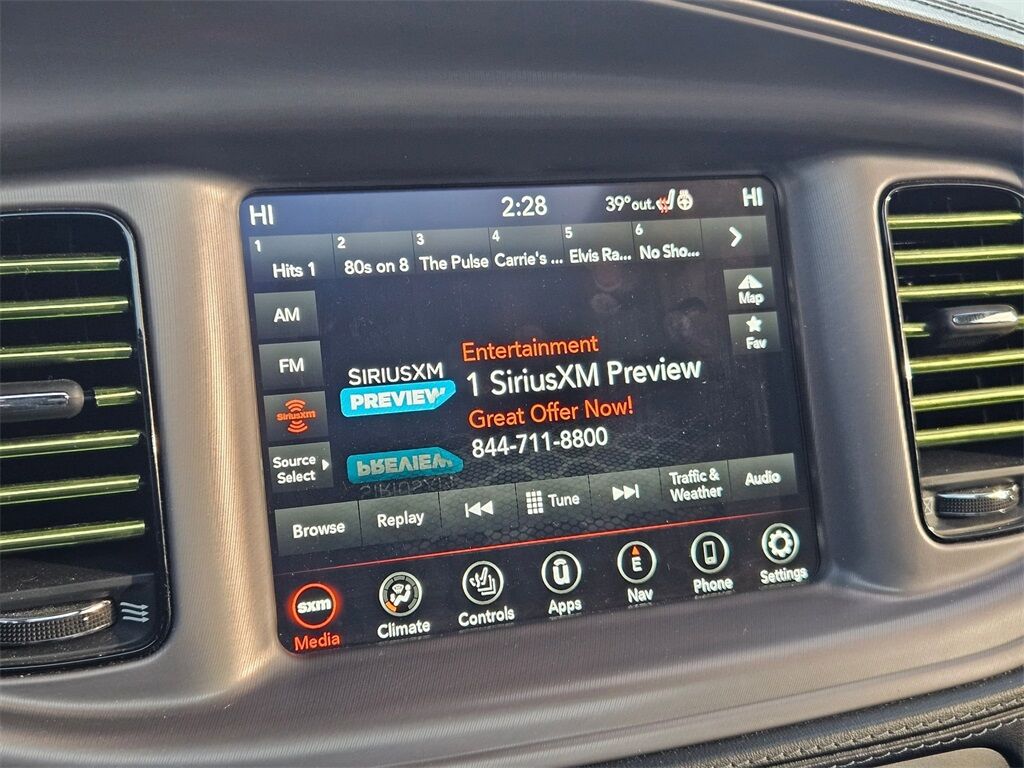 HI 2:28 39°out. HI
1 Hits 1
2 80s on 8
3 The Pulse
4 Carrie's ...
5 Elvis Ra...
6 No Sho...
AM
FM
SiriusXM
Source
Select
SIRIUSXM
PREVIEW
Entertainment
1 SiriusXM Preview
Great Offer Now!
844-711-8800
Map
Fav
Browse
Replay
Tune
Traffic &
Weather
Audio
sxm
Media
Climate
Controls
Apps
E
Nav
Phone
Settings